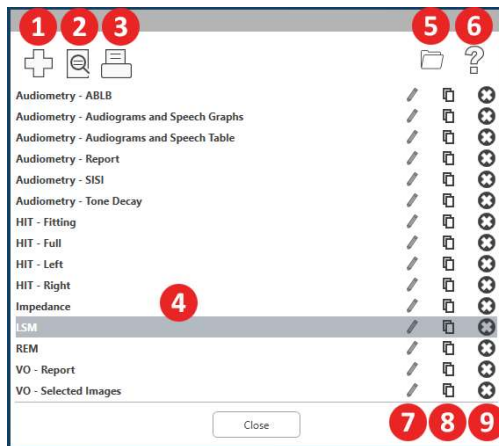 1 2 3 5 6
Audiometry - ABLB
Audiometry - Audiograms and Speech Graphs
Audiometry - Audiograms and Speech Table
Audiometry - Report
Audiometry - SISI
Audiometry - Tone Decay
HIT - Fitting
HIT - Full
HIT - Left
HIT - Right
Impedance
4
LSM
REM
VO - Report
VO - Selected Images
Close
7 8 9